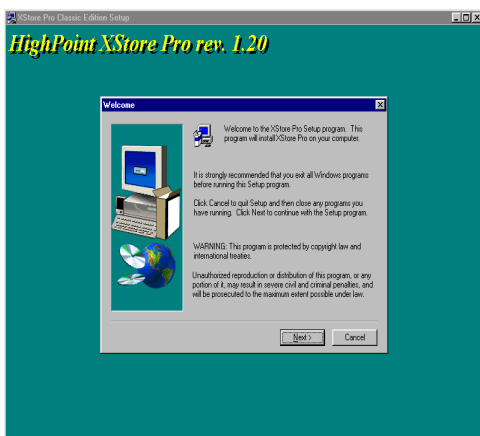 XStore Pro Classic Edition Setup
HighPoint XStore Pro rev. 1.20
Welcome
Welcome to the XStore Pro Setup program. This
program will install XStore Pro on your computer.
It is strongly recommended that you exit all Windows programs
before running this Setup program.
Click Cancel to quit Setup and then close any programs you
have running. Click Next to continue with the Setup program.
WARNING: This program is protected by copyright law and
international treaties.
Unauthorized reproduction or distribution of this program, or any
portion of it, may result in severe civil and criminal penalties, and
will be prosecuted to the maximum extent possible under law.
Next > Cancel